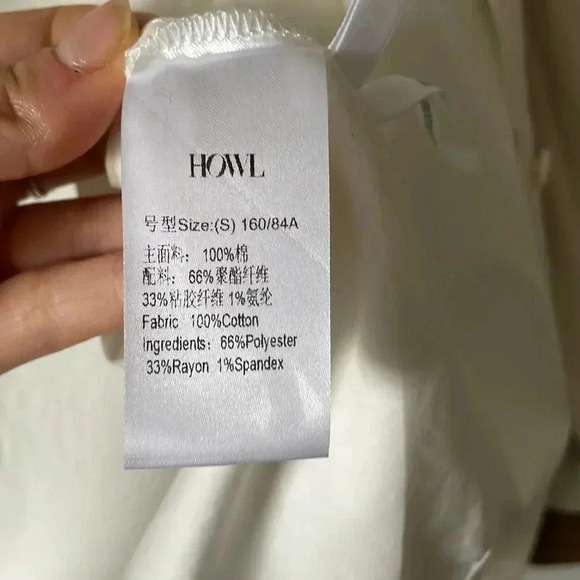 HOWL
号型Size:(S) 160/84A
主面料：100%棉
配料：66%聚酯纤维
33%粘胶纤维 1%氨纶
Fabric 100%Cotton
Ingredients：66%Polyester
33%Rayon 1%Spandex